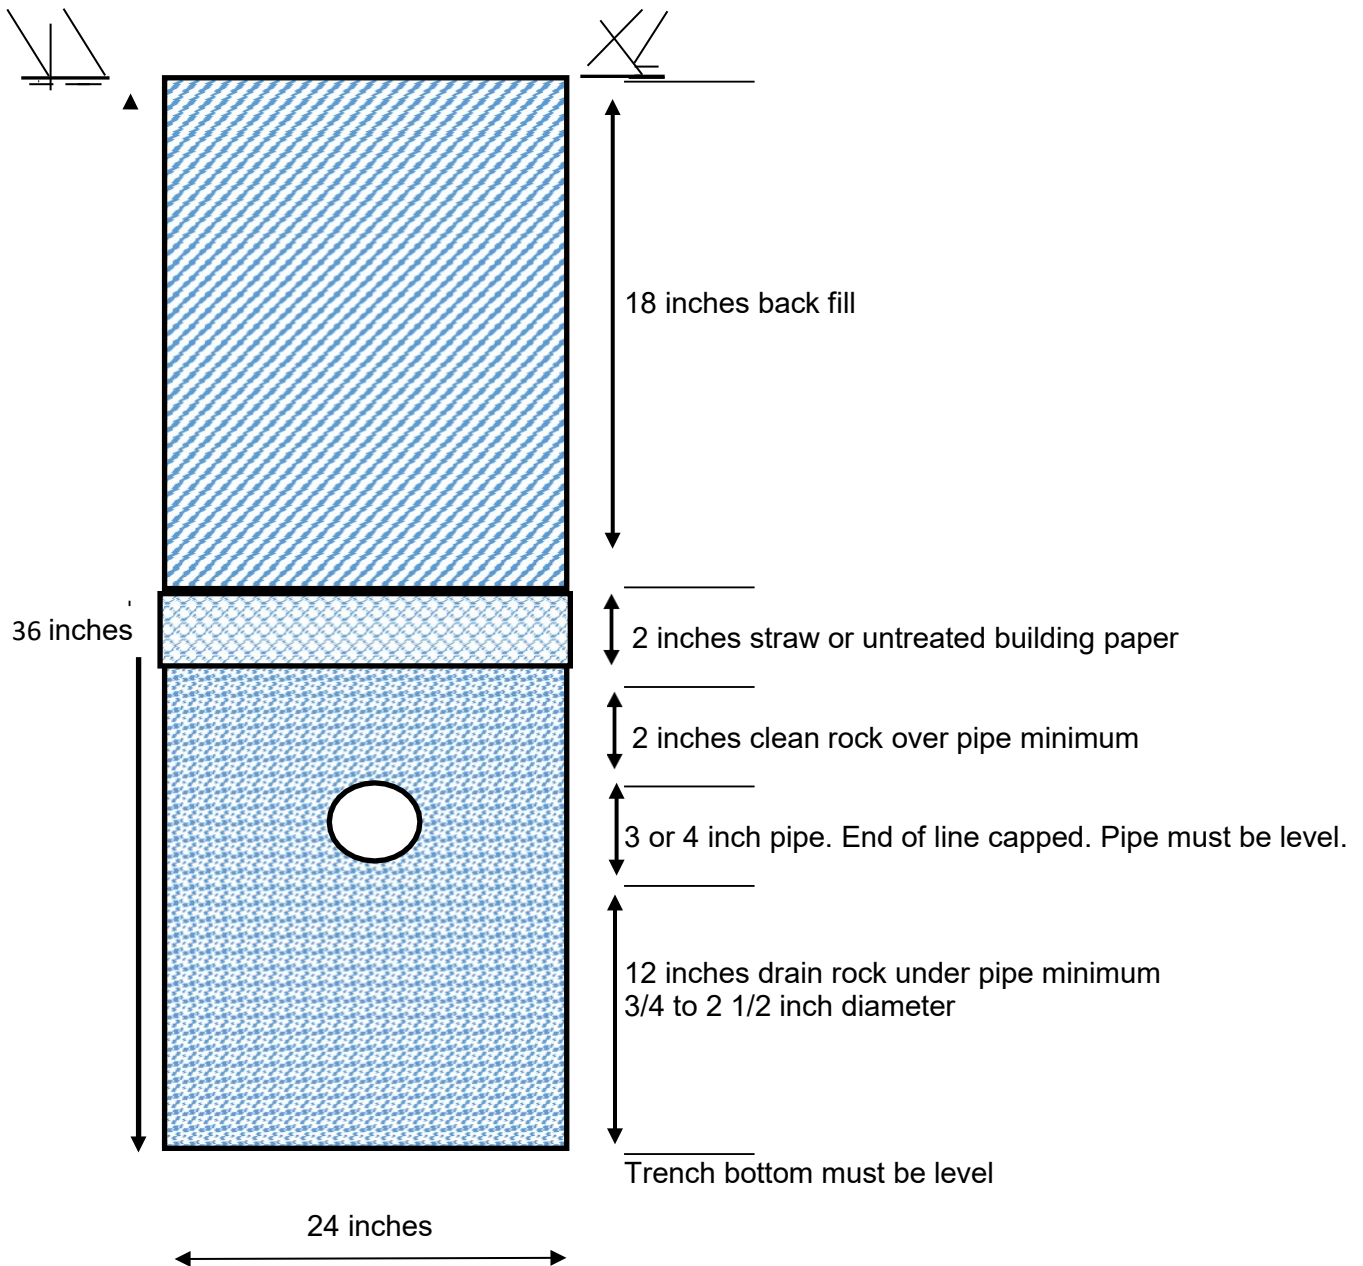 18 inches back fill
36 inches
2 inches straw or untreated building paper
2 inches clean rock over pipe minimum
3 or 4 inch pipe. End of line capped. Pipe must be level.
12 inches drain rock under pipe minimum
3/4 to 2 1/2 inch diameter
Trench bottom must be level
24 inches